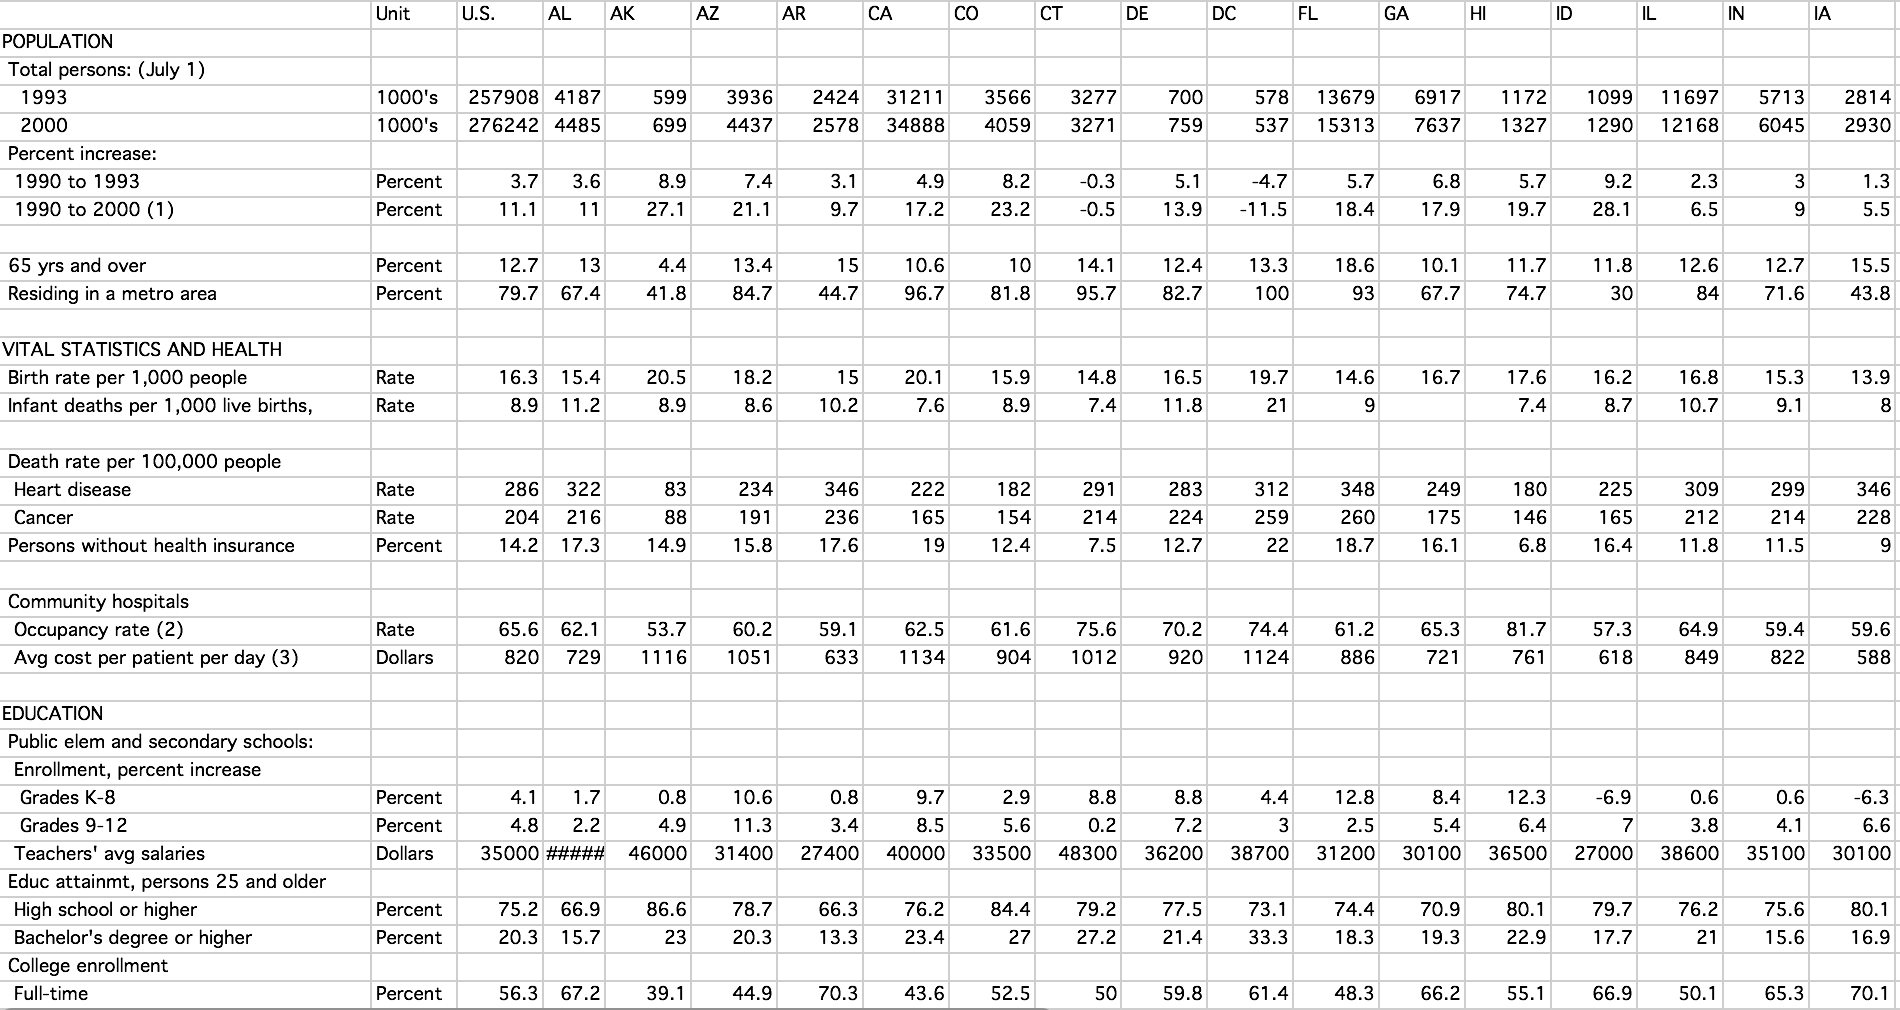 Unit U.S. AL AK AZ AR CA CO CT DE DC FL GA HI ID IL IN IA
POPULATION
Total persons: (July 1)
1993 1000's 257908 4187 599 3936 2424 31211 3566 3277 700 578 13679 6917 1172 1099 11697 5713 2814
2000 1000's 276242 4485 699 4437 2578 34888 4059 3271 759 537 15313 7637 1327 1290 12168 6045 2930
Percent increase:
1990 to 1993 Percent 3.7 3.6 8.9 7.4 3.1 4.9 8.2 -0.3 5.1 -4.7 5.7 6.8 5.7 9.2 2.3 3 1.3
1990 to 2000 (1) Percent 11.1 11 27.1 21.1 9.7 17.2 23.2 -0.5 13.9 -11.5 18.4 17.9 19.7 28.1 6.5 9 5.5
65 yrs and over Percent 12.7 13 4.4 13.4 15 10.6 10 14.1 12.4 13.3 18.6 10.1 11.7 11.8 12.6 12.7 15.5
Residing in a metro area Percent 79.7 67.4 41.8 84.7 44.7 96.7 81.8 95.7 82.7 100 93 67.7 74.7 30 84 71.6 43.8
VITAL STATISTICS AND HEALTH
Birth rate per 1,000 people Rate 16.3 15.4 20.5 18.2 15 20.1 15.9 14.8 16.5 19.7 14.6 16.7 17.6 16.2 16.8 15.3 13.9
Infant deaths per 1,000 live births, Rate 8.9 11.2 8.9 8.6 10.2 7.6 8.9 7.4 11.8 21 9 7.4 8.7 10.7 9.1 8
Death rate per 100,000 people
Heart disease Rate 286 322 83 234 346 222 182 291 283 312 348 249 180 225 309 299 346
Cancer Rate 204 216 88 191 236 165 154 214 224 259 260 175 146 165 212 214 228
Persons without health insurance Percent 14.2 17.3 14.9 15.8 17.6 19 12.4 7.5 12.7 22 18.7 16.1 6.8 16.4 11.8 11.5 9
Community hospitals
Occupancy rate (2) Rate 65.6 62.1 53.7 60.2 59.1 62.5 61.6 75.6 70.2 74.4 61.2 65.3 81.7 57.3 64.9 59.4 59.6
Avg cost per patient per day (3) Dollars 820 729 1116 1051 633 1134 904 1012 920 1124 886 721 761 618 849 822 588
EDUCATION
Public elem and secondary schools:
Enrollment, percent increase
Grades K-8 Percent 4.1 1.7 0.8 10.6 0.8 9.7 2.9 8.8 8.8 4.4 12.8 8.4 12.3 -6.9 0.6 0.6 -6.3
Grades 9-12 Percent 4.8 2.2 4.9 11.3 3.4 8.5 5.6 0.2 7.2 3 2.5 5.4 6.4 7 3.8 4.1 6.6
Teachers' avg salaries Dollars 35000 ##### 46000 31400 27400 40000 33500 48300 36200 38700 31200 30100 36500 27000 38600 35100 30100
Educ attainmt, persons 25 and older
High school or higher Percent 75.2 66.9 86.6 78.7 66.3 76.2 84.4 79.2 77.5 73.1 74.4 70.9 80.1 79.7 76.2 75.6 80.1
Bachelor's degree or higher Percent 20.3 15.7 23 20.3 13.3 23.4 27 27.2 21.4 33.3 18.3 19.3 22.9 17.7 21 15.6 16.9
College enrollment
Full-time Percent 56.3 67.2 39.1 44.9 70.3 43.6 52.5 50 59.8 61.4 48.3 66.2 55.1 66.9 50.1 65.3 70.1